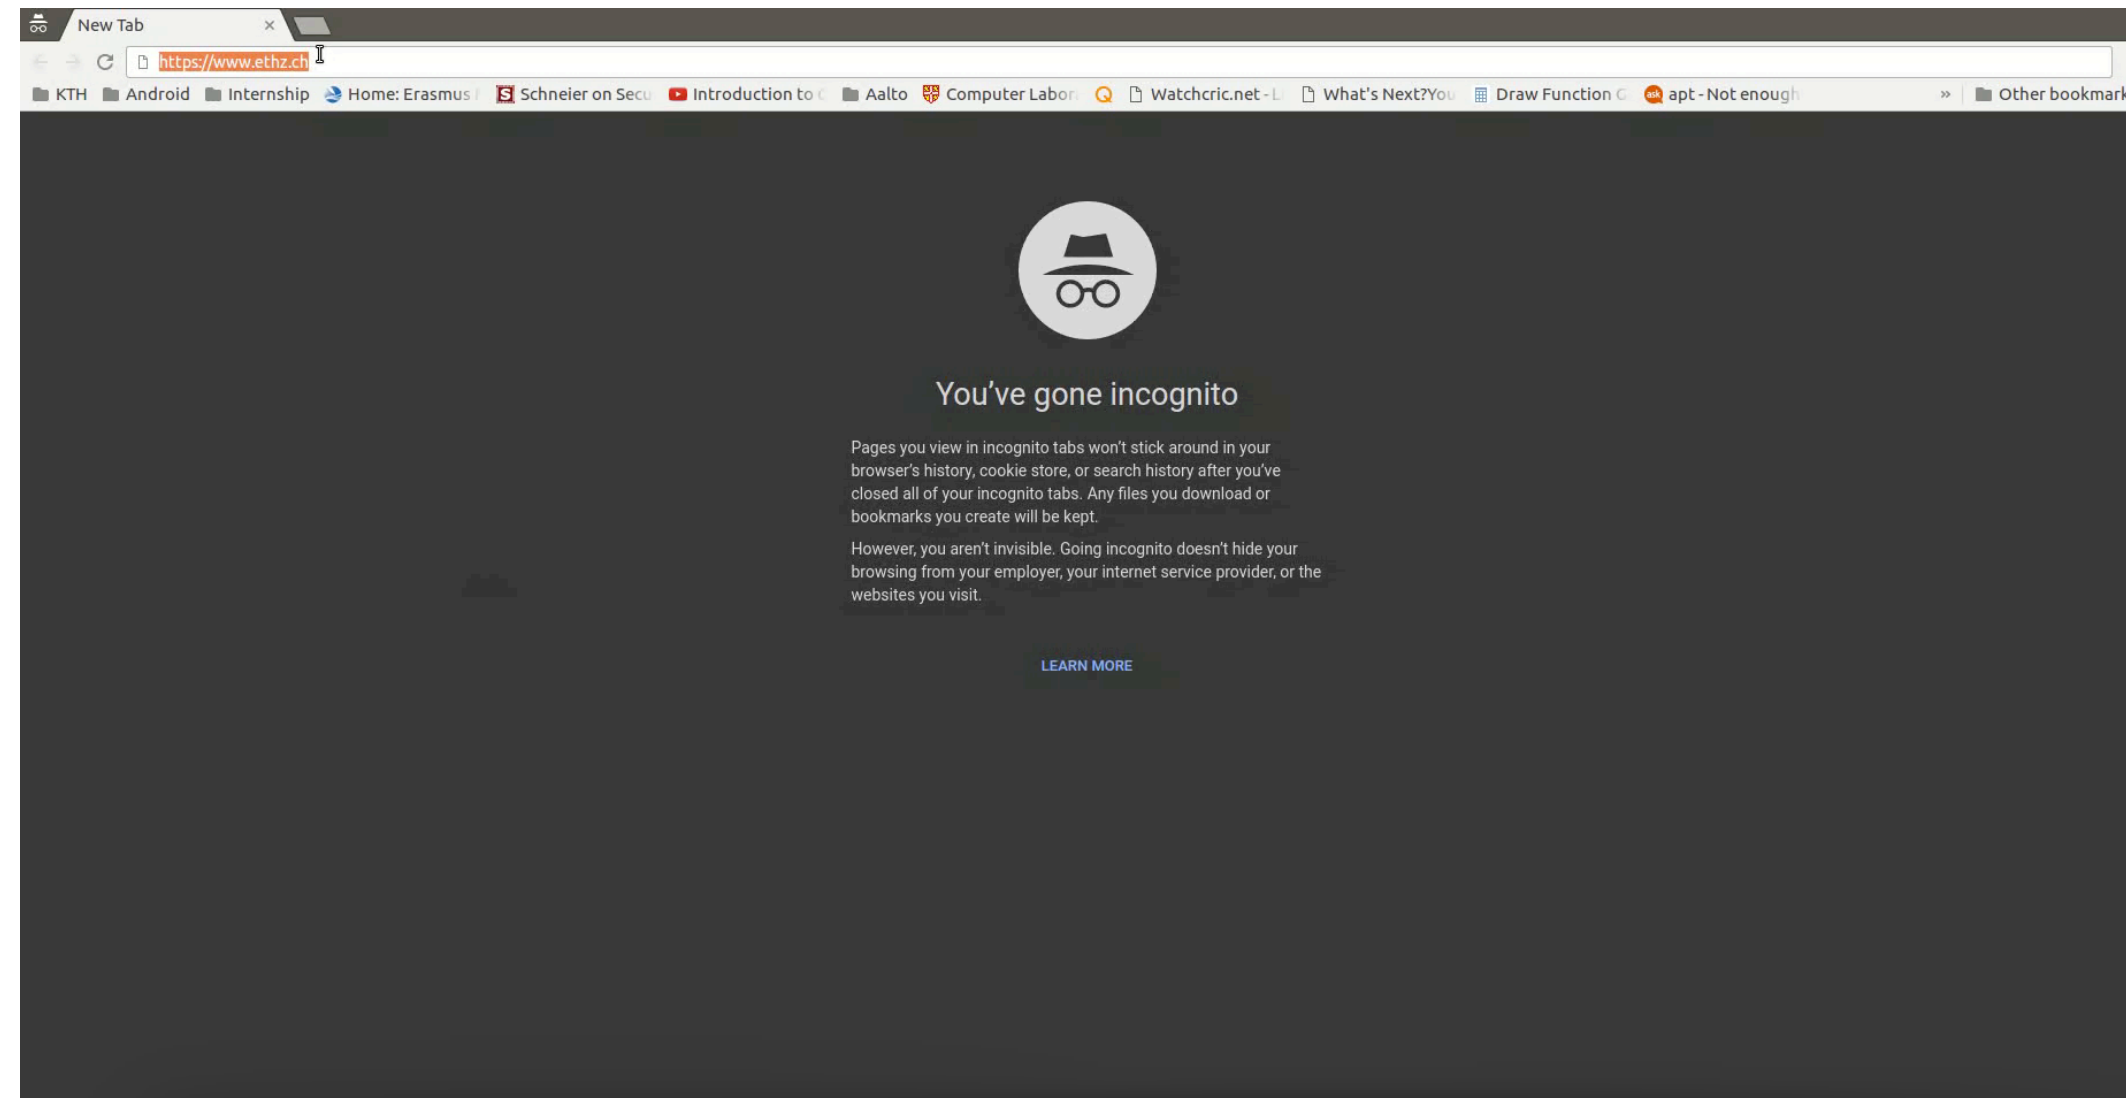 New Tab
https://www.ethz.ch
KTH Android Internship Home: Erasmus Schneier on Secu Introduction to Aalto Computer Labor Watchcric.net - L What's Next?You Draw Function G ask apt - Not enough » Other bookmark
You've gone incognito
Pages you view in incognito tabs won't stick around in your
browser's history, cookie store, or search history after you've
closed all of your incognito tabs. Any files you download or
bookmarks you create will be kept.
However, you aren't invisible. Going incognito doesn't hide your
browsing from your employer, your internet service provider, or the
websites you visit.
LEARN MORE